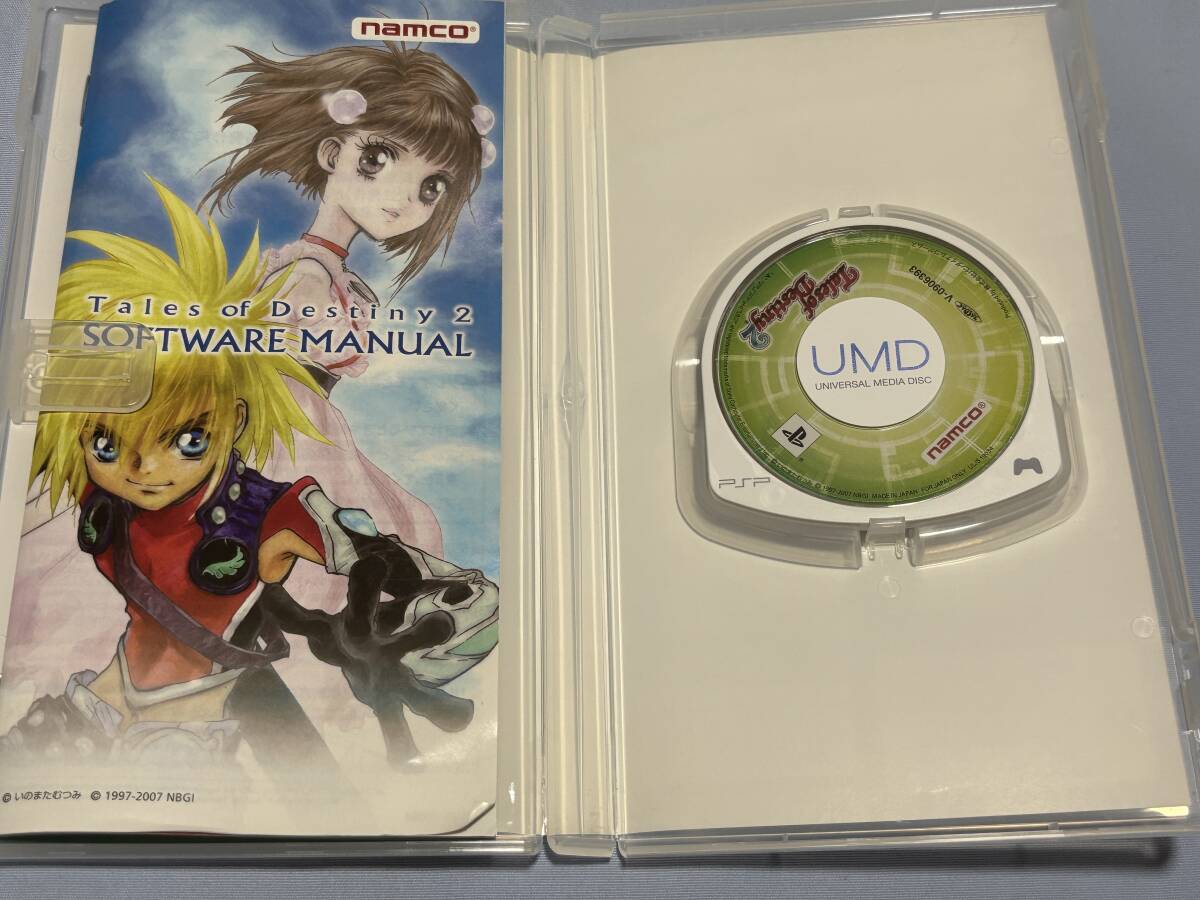 namco®
Tales of Destiny 2
SOFTWARE MANUAL
© いのまたむつみ © 1997-2007 NBGI
Tales of
Destiny 2
V-0906393
UMD
UNIVERSAL MEDIA DISC
namco®
PSP
© 1997-2007 NBGI MADE IN JAPAN FOR JAPAN ONLY